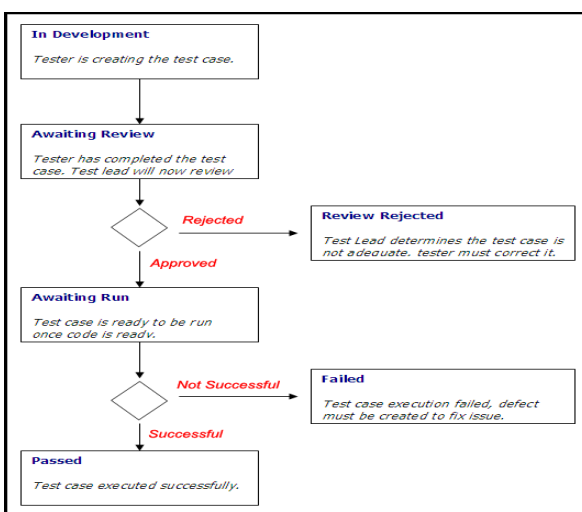 In Development
Tester is creating the test case.
Awaiting Review
Tester has completed the test
case. Test lead will now review
Rejected
Review Rejected
Test Lead determines the test case is
not adequate. tester must correct it.
Approved
Awaiting Run
Test case is ready to be run
once code is ready.
Not Successful
Failed
Test case execution failed, defect
must be created to fix issue.
Successful
Passed
Test case executed successfully.